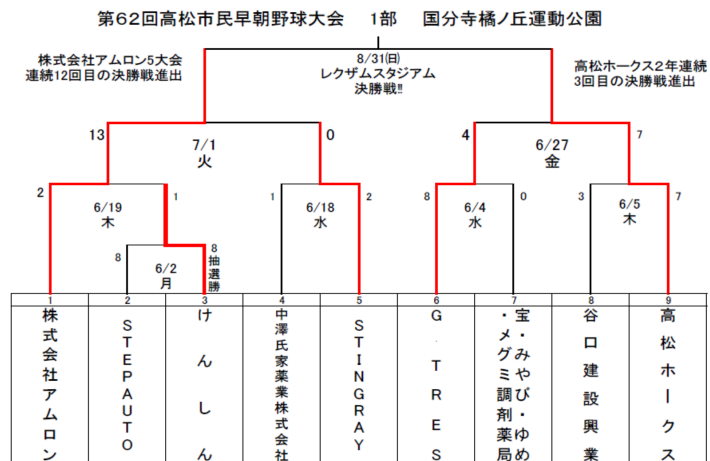 第62回高松市民早朝野球大会 1部 国分寺橘ノ丘運動公園
株式会社アムロン5大会
連続12回目の決勝戦進出
8/31(日)
レクザムスタジアム
決勝戦!!
高松ホークス2年連続
3回目の決勝戦進出
13
7/1
火
0
4
6/27
金
7
2
6/19
木
1
1
6/18
水
2
8
6/4
水
0
3
6/5
木
7
8
6/2
月
8
抽選勝
1
2
3
4
5
6
7
8
9
株式会社アムロン
STEPAUTO
けんしん
中澤氏家薬業株式会社
STINGRAY
G.TRES
宝・みやび・ゆめ
・メグミ調剤薬局
谷口建設興業
高松ホークス